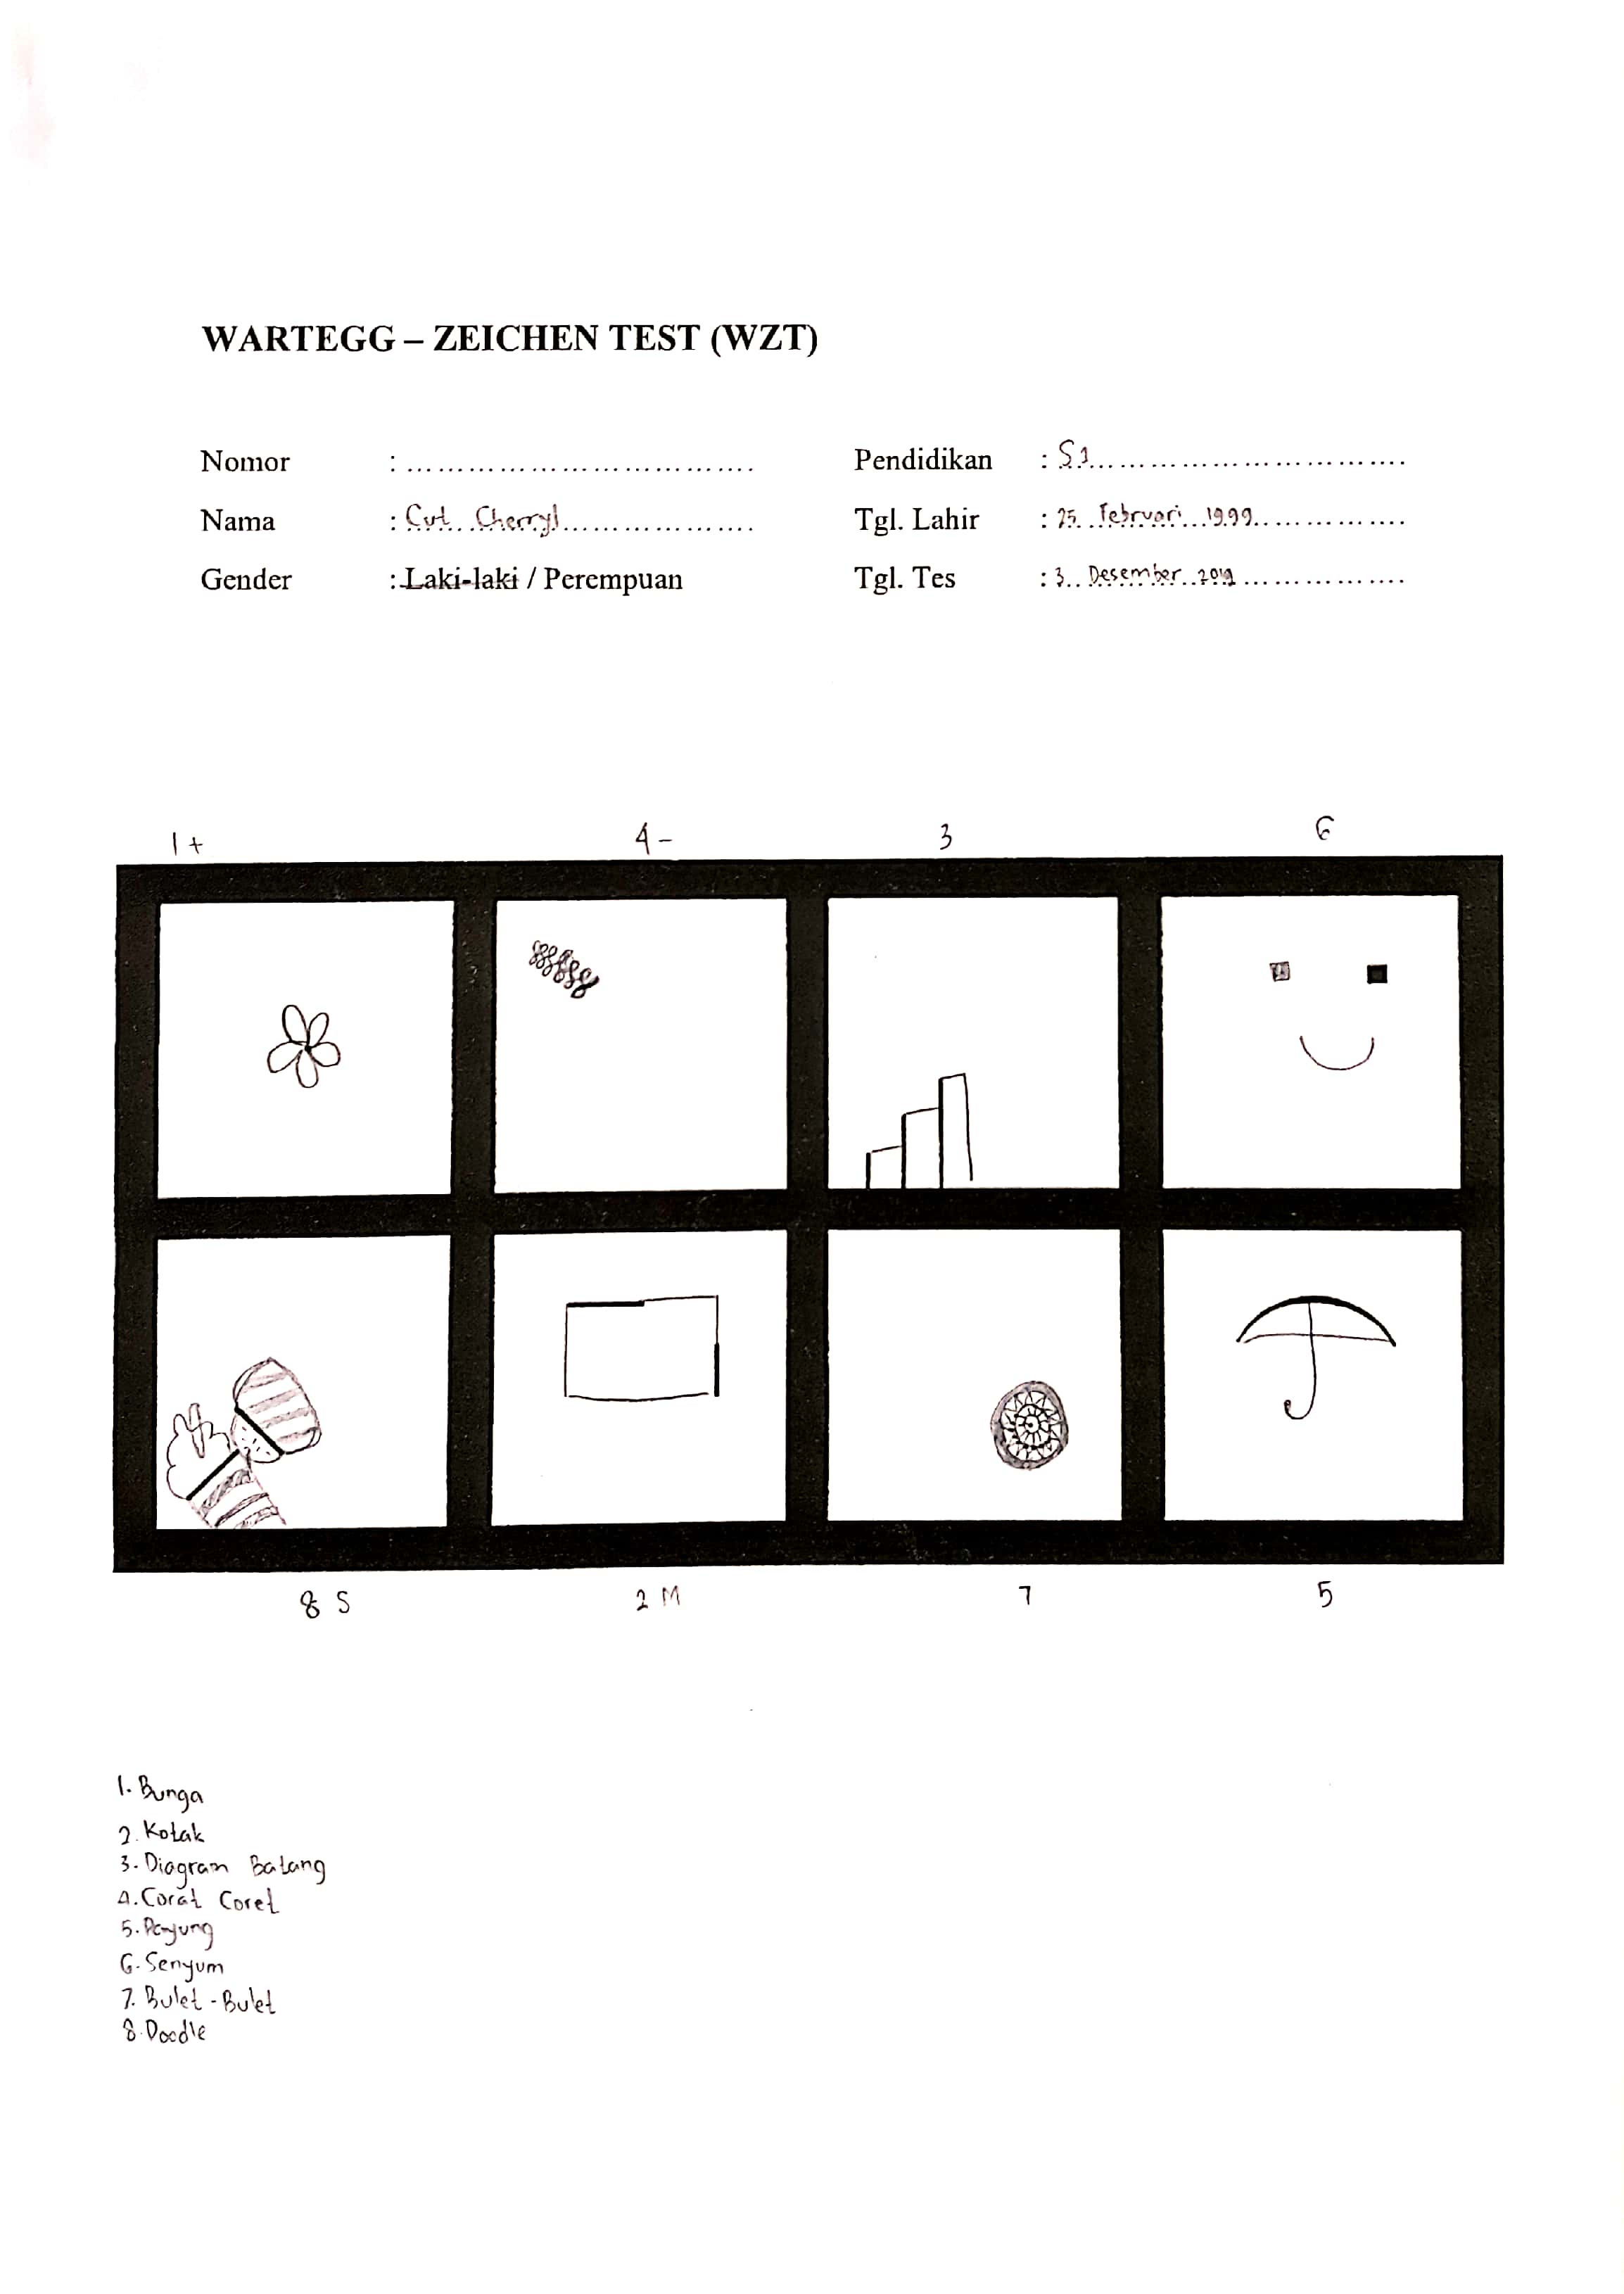 WARTEGG – ZEICHEN TEST (WZT)
Nomor : ....................................
Pendidikan : S1....................................
Nama : Cut Cherryl....................................
Tgl. Lahir : 25 Februari 1999....................................
Gender : Laki-laki / Perempuan
Tgl. Tes : 3 Desember 2019....................................
1 + 4 - 3 6
8 S 2 M 7 5
1. Bunga
2. Kotak
3. Diagram Batang
4. Corat Coret
5. Payung
6. Senyum
7. Bulet - Bulet
8. Doodle